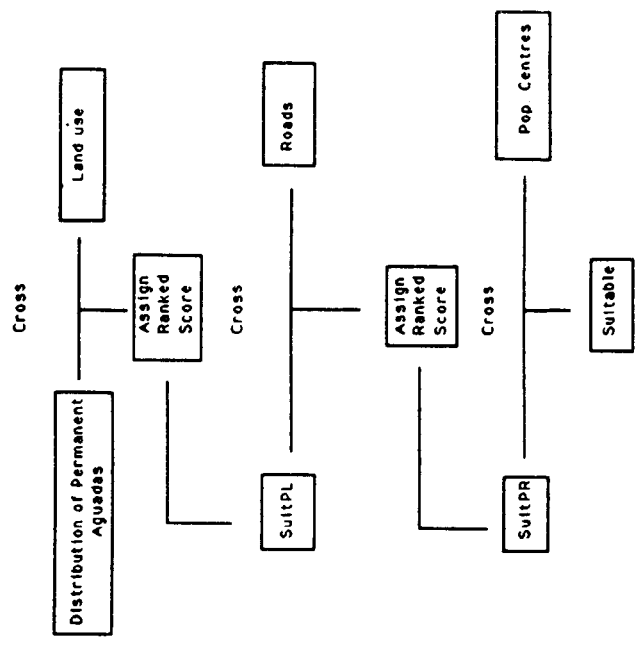 Cross
Distribution of Permanent
Aguadas
Land use
Assign
Ranked
Score
Cross
SuitPL
Roads
Assign
Ranked
Score
Cross
SuitPR
Pop Centres
Suitable